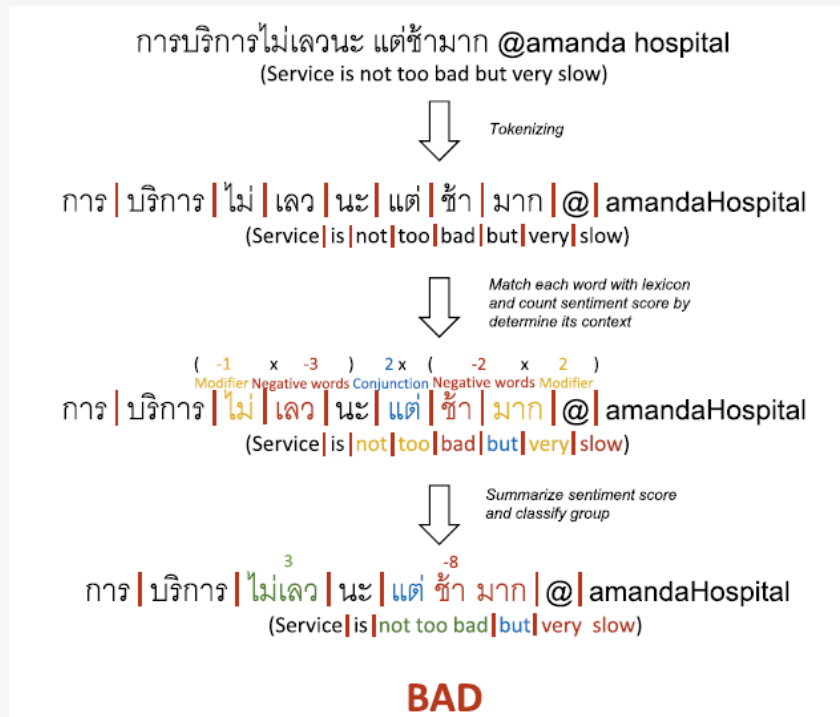 การบริการไม่เลวนะ แต่ช้ามาก @amanda hospital
(Service is not too bad but very slow)
Tokenizing
การ | บริการ | ไม่ | เลว | นะ | แต่ | ช้า | มาก | @ | amandaHospital
(Service | is | not | too | bad | but | very | slow)
Match each word with lexicon
and count sentiment score by
determine its context
( -1 x -3 ) 2 x ( -2 x 2 )
Modifier Negative words Conjunction Negative words Modifier
การ | บริการ | ไม่ | เลว | นะ | แต่ | ช้า | มาก | @ | amandaHospital
(Service | is | not | too | bad | but | very | slow)
Summarize sentiment score
and classify group
3 -8
การ | บริการ | ไม่เลว | นะ | แต่ ช้า มาก | @ | amandaHospital
(Service | is | not too bad | but | very slow)
BAD